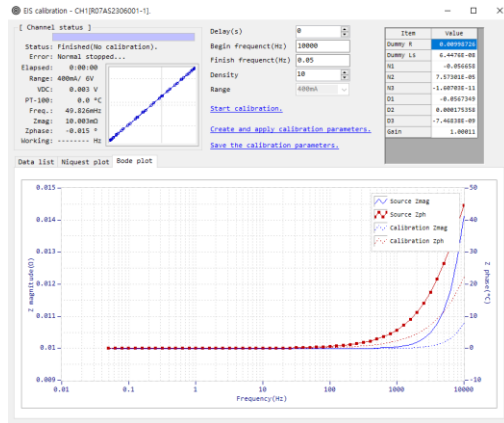 EIS calibration - CH1[R07AS2306001-1].
[ Channel status ]
Status: Finished(No calibration).
Error: Normal stopped...
Elapsed: 0:00:00
Range: 400mA/ 6V
VDC: 0.003 V
PT-100: 0.0 °C
Freq.: 49.826mHz
Zmag: 10.003mΩ
Zphase: -0.015 °
Working: -------- Hz
Delay(s) 0
Begin frequenct(Hz) 10000
Finish frequenct(Hz) 0.05
Density 10
Range 400mA
Start calibration.
Create and apply calibration parameters.
Save the calibration parameters.
Item Value
Dummy R 0.00998726
Dummy Ls 6.4476E-08
N1 -0.056658
N2 7.57301E-05
N3 -1.60703E-11
D1 -0.0567349
D2 0.000175358
D3 -7.46838E-09
Gain 1.00011
Data list Niquest plot Bode plot
Z magnitude(Ω)
0.015
0.014
0.013
0.012
0.011
0.01
0.009
Source Zmag
Source Zph
Calibration Zmag
Calibration Zph
50
40
30
20
10
0
-10
Z phase(°C)
0.01 0.1 1 10 100 1000 10000
Frequency(Hz)